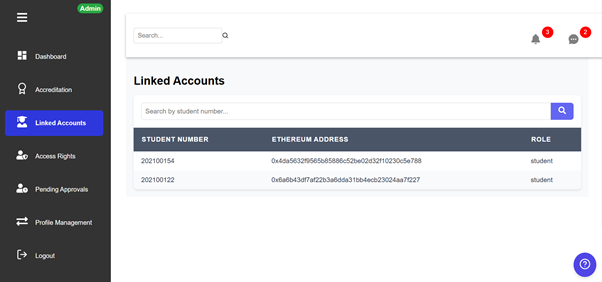 Admin
Dashboard
Accreditation
Linked Accounts
Access Rights
Pending Approvals
Profile Management
Logout
Search...
3
2
Linked Accounts
Search by student number...
STUDENT NUMBER ETHEREUM ADDRESS ROLE
202100154 0x4da5632f9565b85886c52be02d32f10230c5e788 student
202100122 0x6a6b43df7af22b3a6dda31bb4ecb23024aa7f227 student